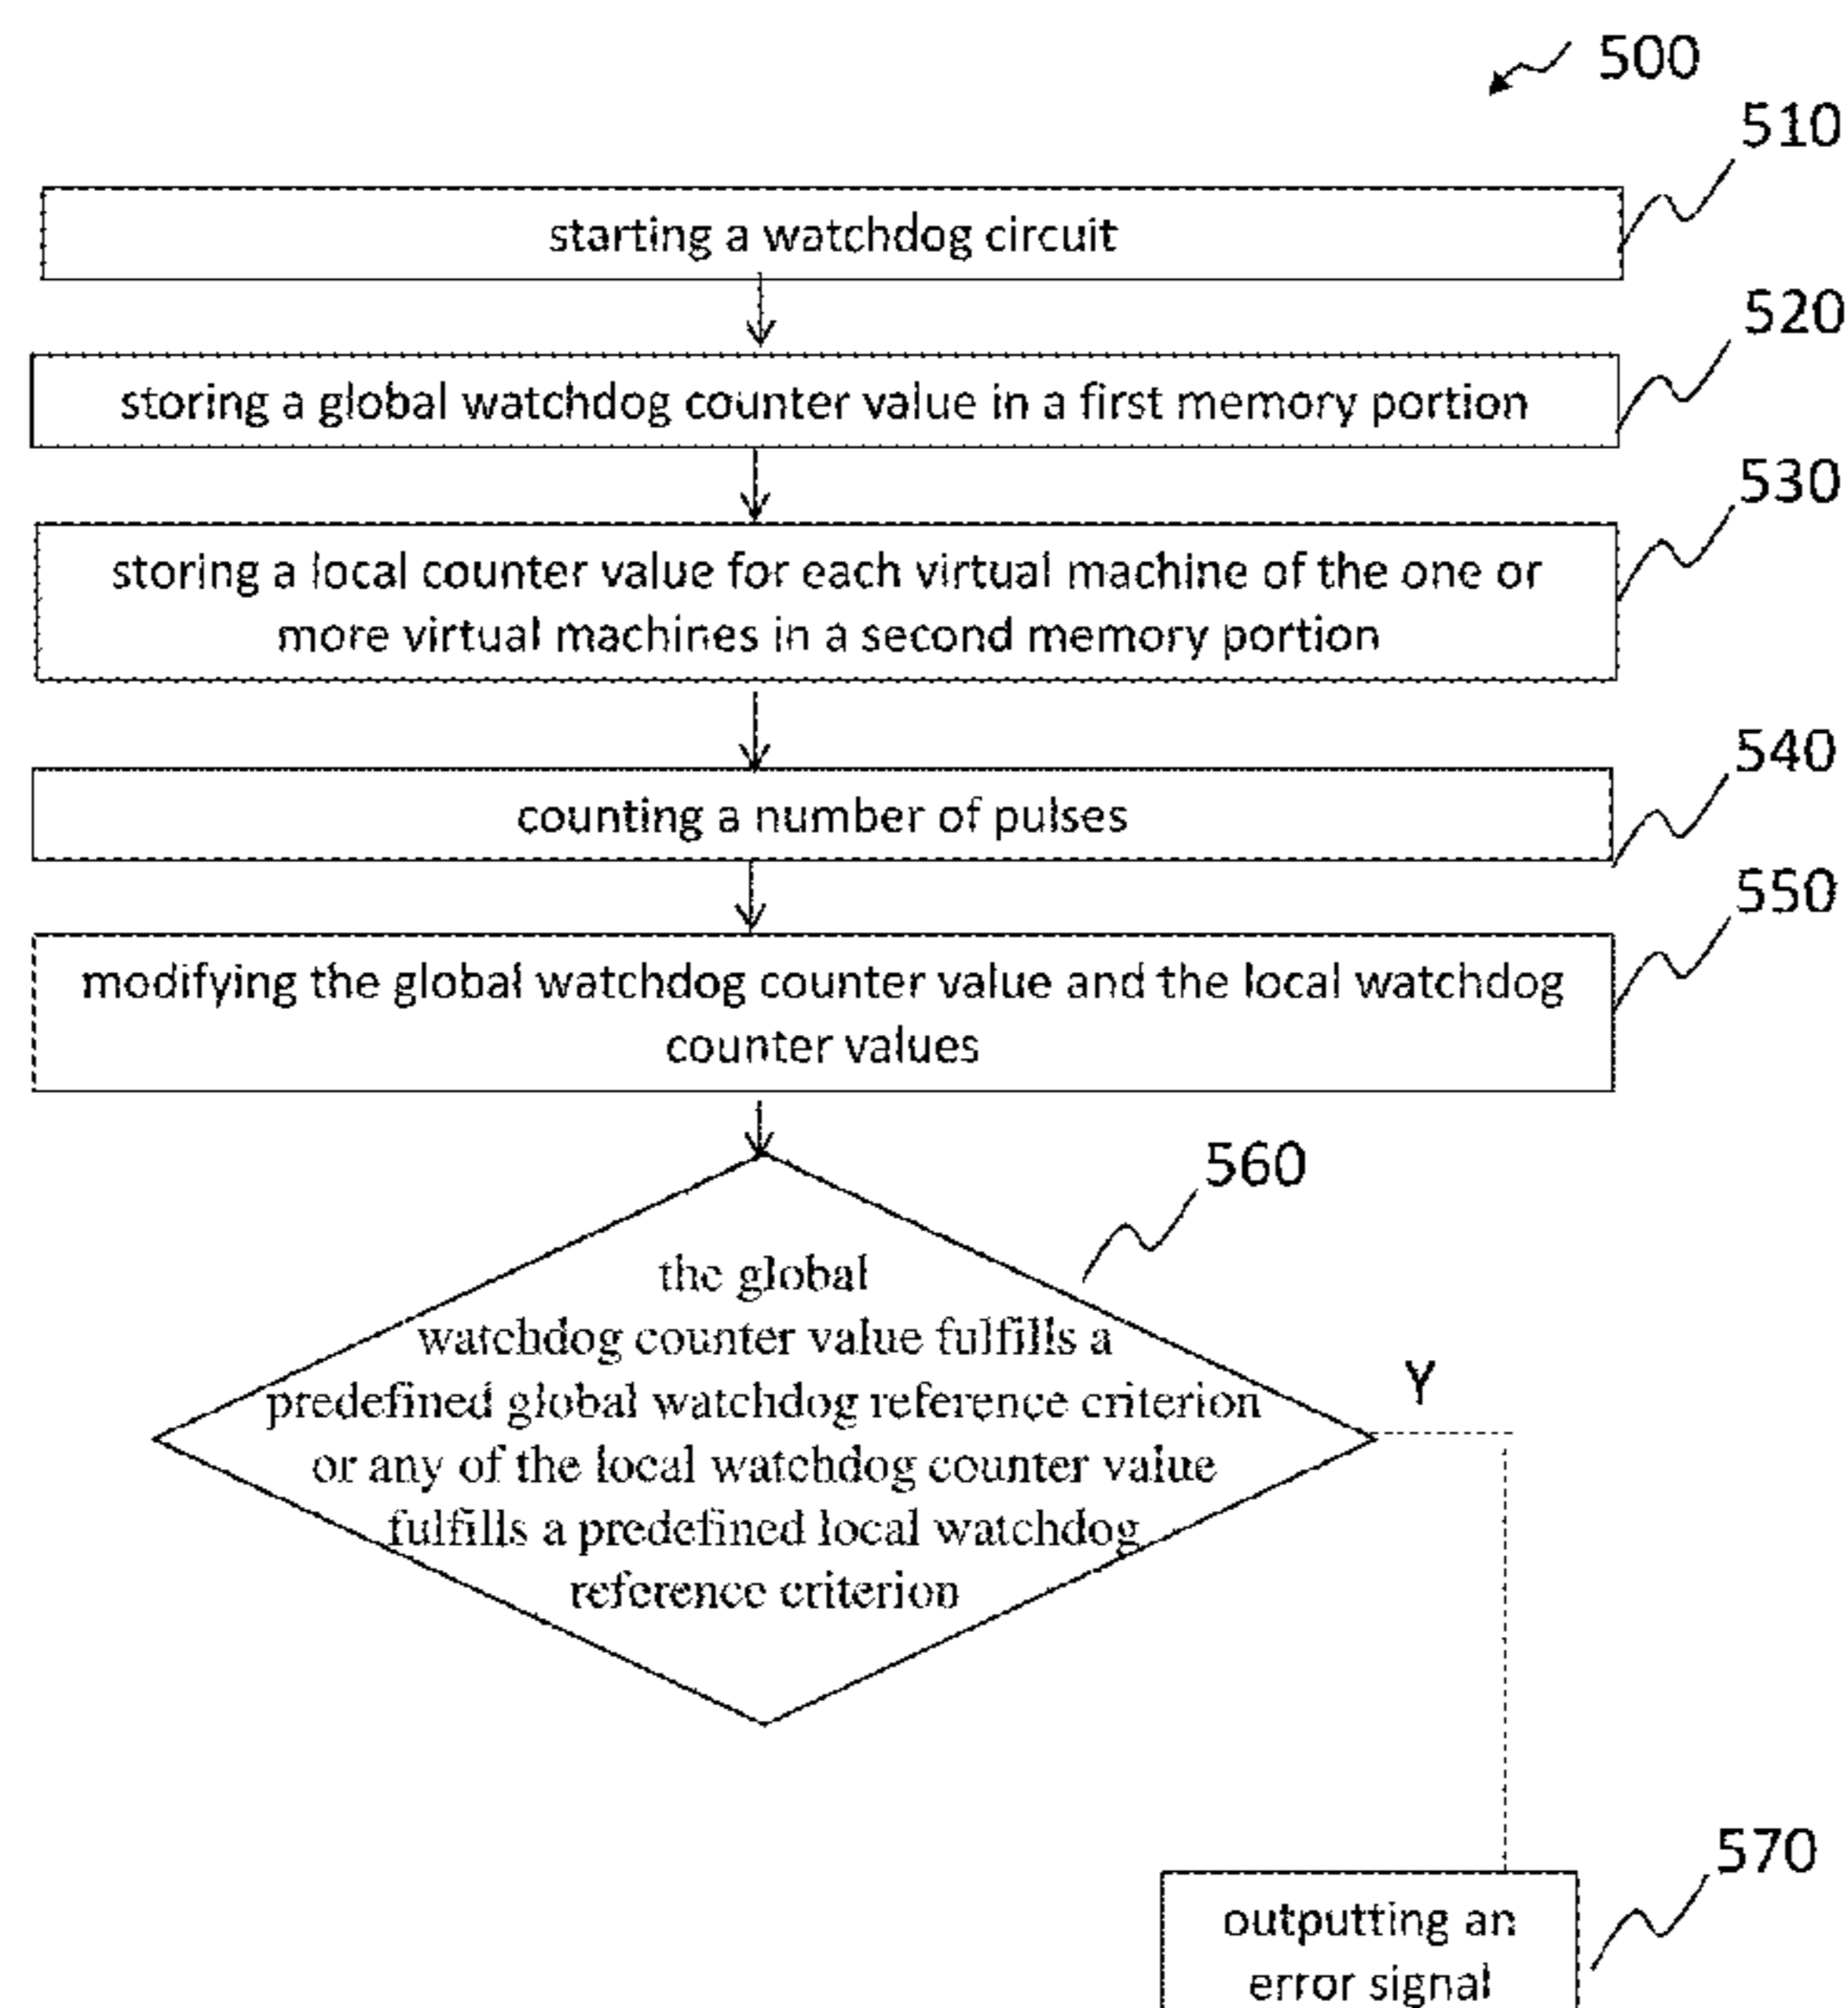 500
510
starting a watchdog circuit
520
storing a global watchdog counter value in a first memory portion
530
storing a local counter value for each virtual machine of the one or
more virtual machines in a second memory portion
540
counting a number of pulses
550
modifying the global watchdog counter value and the local watchdog
counter values
560
the global
watchdog counter value fulfills a
predefined global watchdog reference criterion
or any of the local watchdog counter value
fulfills a predefined local watchdog
reference criterion
Y
570
outputting an
error signal